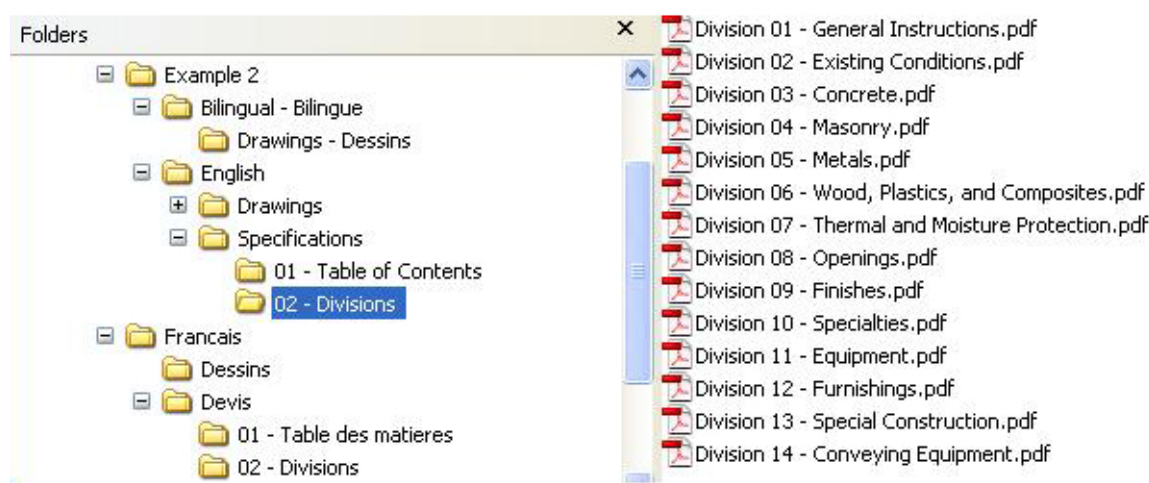 Folders
Example 2
Bilingual - Bilingue
Drawings - Dessins
English
Drawings
Specifications
01 - Table of Contents
02 - Divisions
Francais
Dessins
Devis
01 - Table des matieres
02 - Divisions
Division 01 - General Instructions.pdf
Division 02 - Existing Conditions.pdf
Division 03 - Concrete.pdf
Division 04 - Masonry.pdf
Division 05 - Metals.pdf
Division 06 - Wood, Plastics, and Composites.pdf
Division 07 - Thermal and Moisture Protection.pdf
Division 08 - Openings.pdf
Division 09 - Finishes.pdf
Division 10 - Specialties.pdf
Division 11 - Equipment.pdf
Division 12 - Furnishings.pdf
Division 13 - Special Construction.pdf
Division 14 - Conveying Equipment.pdf